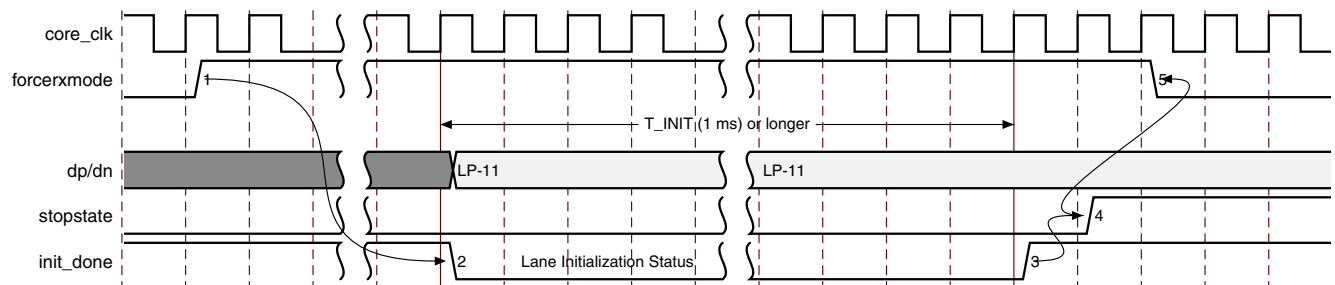 core_clk
forcerxmode 1 5
T_INIT (1 ms) or longer
dp/dn LP-11 LP-11
stopstate 4
init_done 2 Lane Initialization Status 3